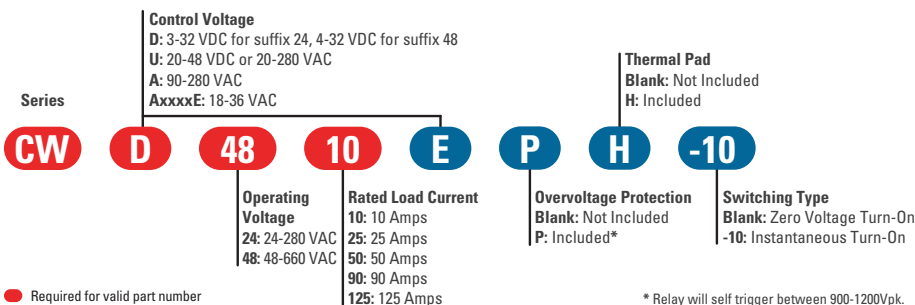 Control Voltage
D: 3-32 VDC for suffix 24, 4-32 VDC for suffix 48
U: 20-48 VDC or 20-280 VAC
A: 90-280 VAC
AxxxxE: 18-36 VAC
Thermal Pad
Blank: Not Included
H: Included
Series
CW D 48 10 E P H -10
Operating
Voltage
24: 24-280 VAC
48: 48-660 VAC
Rated Load Current
10: 10 Amps
25: 25 Amps
50: 50 Amps
90: 90 Amps
125: 125 Amps
Overvoltage Protection
Blank: Not Included
P: Included*
Switching Type
Blank: Zero Voltage Turn-On
-10: Instantaneous Turn-On
Required for valid part number
* Relay will self trigger between 900-1200Vpk.